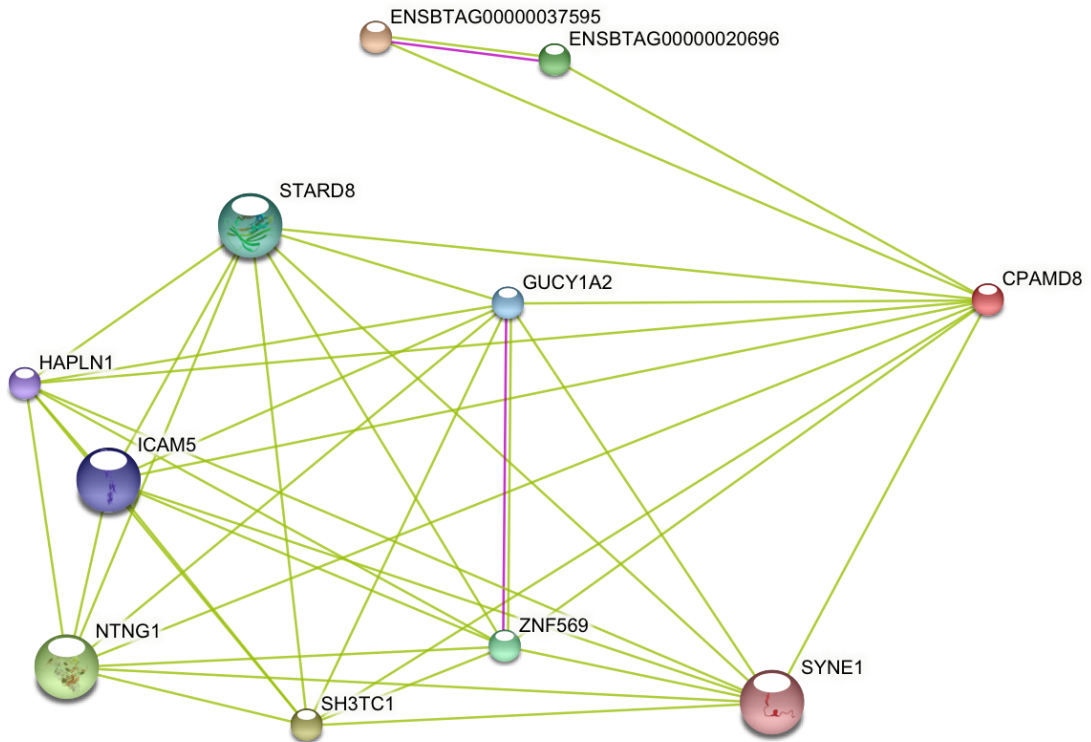 ENSBTAG00000037595
ENSBTAG00000020696
STARD8
GUCY1A2
CPAMD8
HAPLN1
ICAM5
NTNG1
ZNF569
SYNE1
SH3TC1